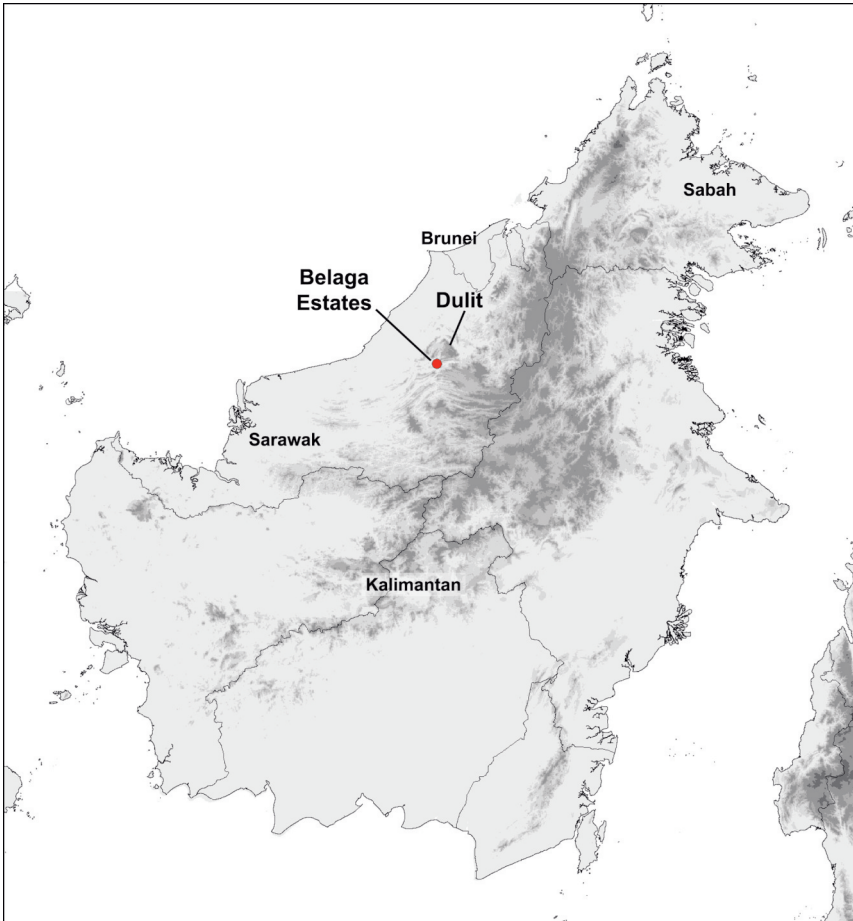 Sabah
Brunei
Belaga
Estates
Dulit
Sarawak
Kalimantan